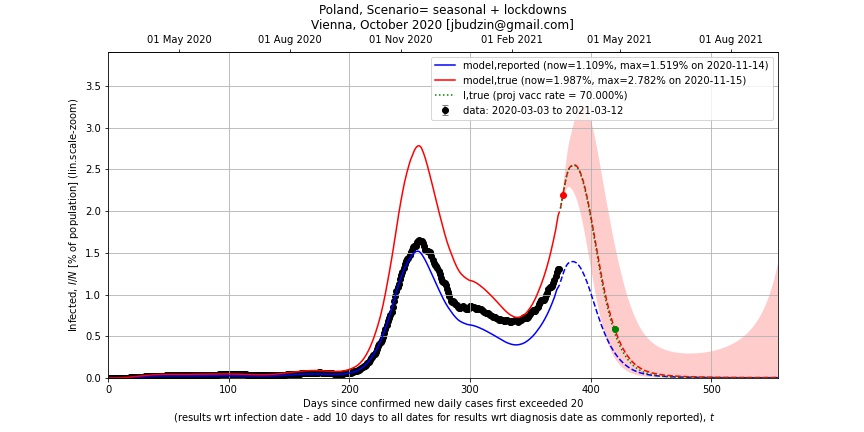 Poland, Scenario= seasonal + lockdowns
Vienna, October 2020 [jbudzin@gmail.com]
01 May 2020 01 Aug 2020 01 Nov 2020 01 Feb 2021 01 May 2021 01 Aug 2021
model,reported (now=1.109%, max=1.519% on 2020-11-14)
model,true (now=1.987%, max=2.782% on 2020-11-15)
I,true (proj vacc rate = 70.000%)
data: 2020-03-03 to 2021-03-12
Infected, I/N [% of population] (lin.scale-zoom)
3.5
3.0
2.5
2.0
1.5
1.0
0.5
0.0
0 100 200 300 400 500
Days since confirmed new daily cases first exceeded 20
(results wrt infection date - add 10 days to all dates for results wrt diagnosis date as commonly reported), t